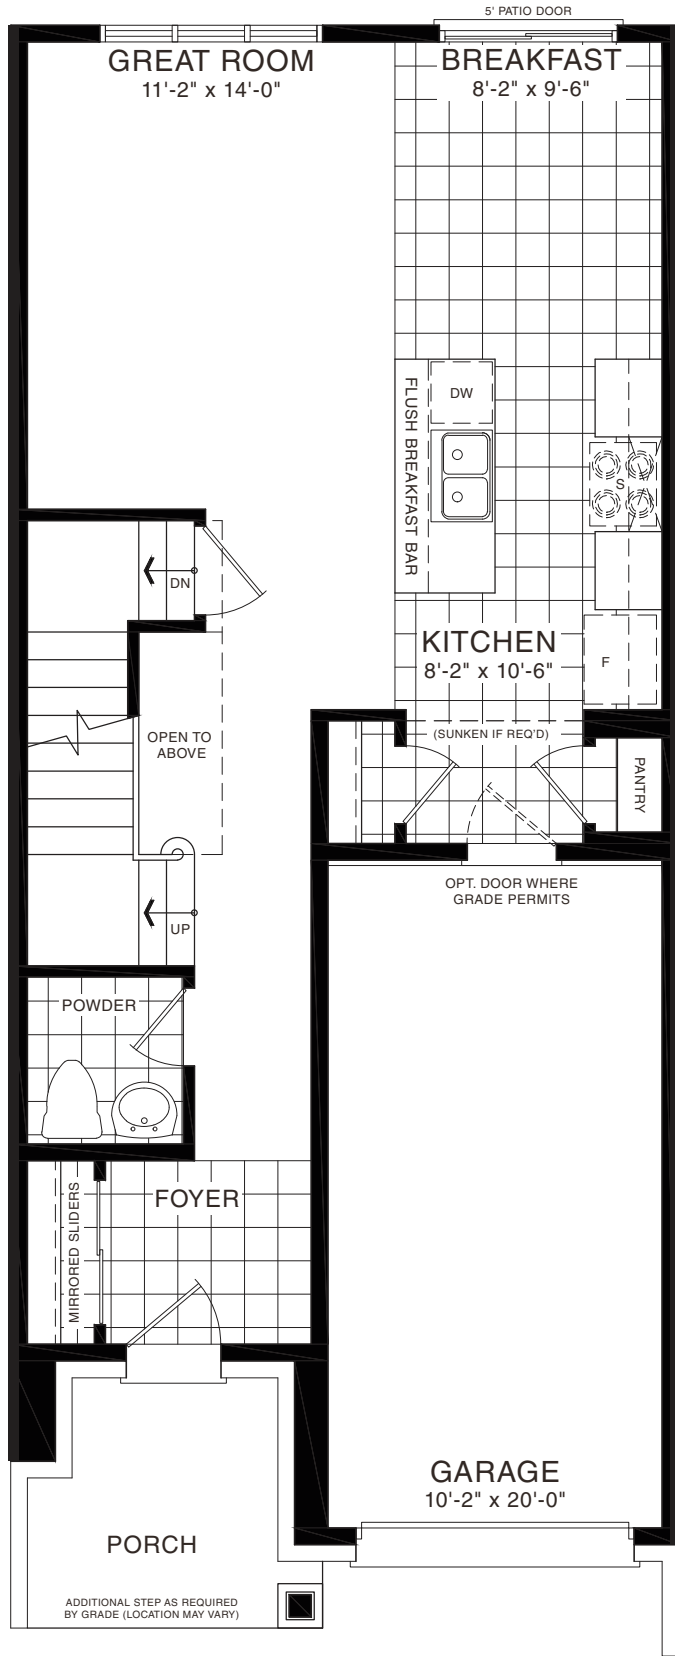 5' PATIO DOOR
GREAT ROOM
11'-2" x 14'-0"
BREAKFAST
8'-2" x 9'-6"
FLUSH BREAKFAST BAR
DW
S
DN
KITCHEN
8'-2" x 10'-6"
F
OPEN TO
ABOVE
(SUNKEN IF REQ'D)
PANTRY
OPT. DOOR WHERE
GRADE PERMITS
UP
POWDER
MIRRORED SLIDERS
FOYER
GARAGE
10'-2" x 20'-0"
PORCH
ADDITIONAL STEP AS REQUIRED
BY GRADE (LOCATION MAY VARY)